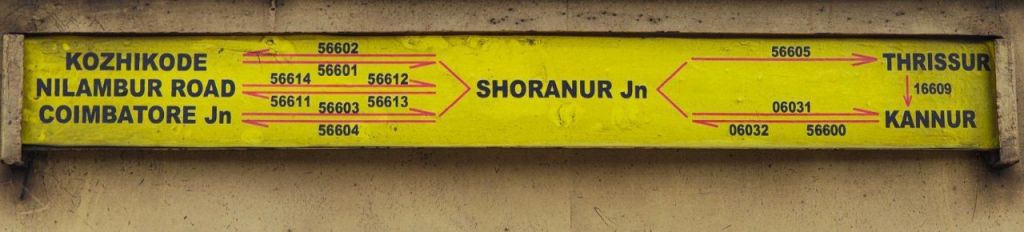 56602
56605
KOZHIKODE
THRISSUR
56601
56614 56612
NILAMBUR ROAD
SHORANUR Jn
16609
56611 56603 56613
06031
COIMBATORE Jn
KANNUR
56604
06032 56600